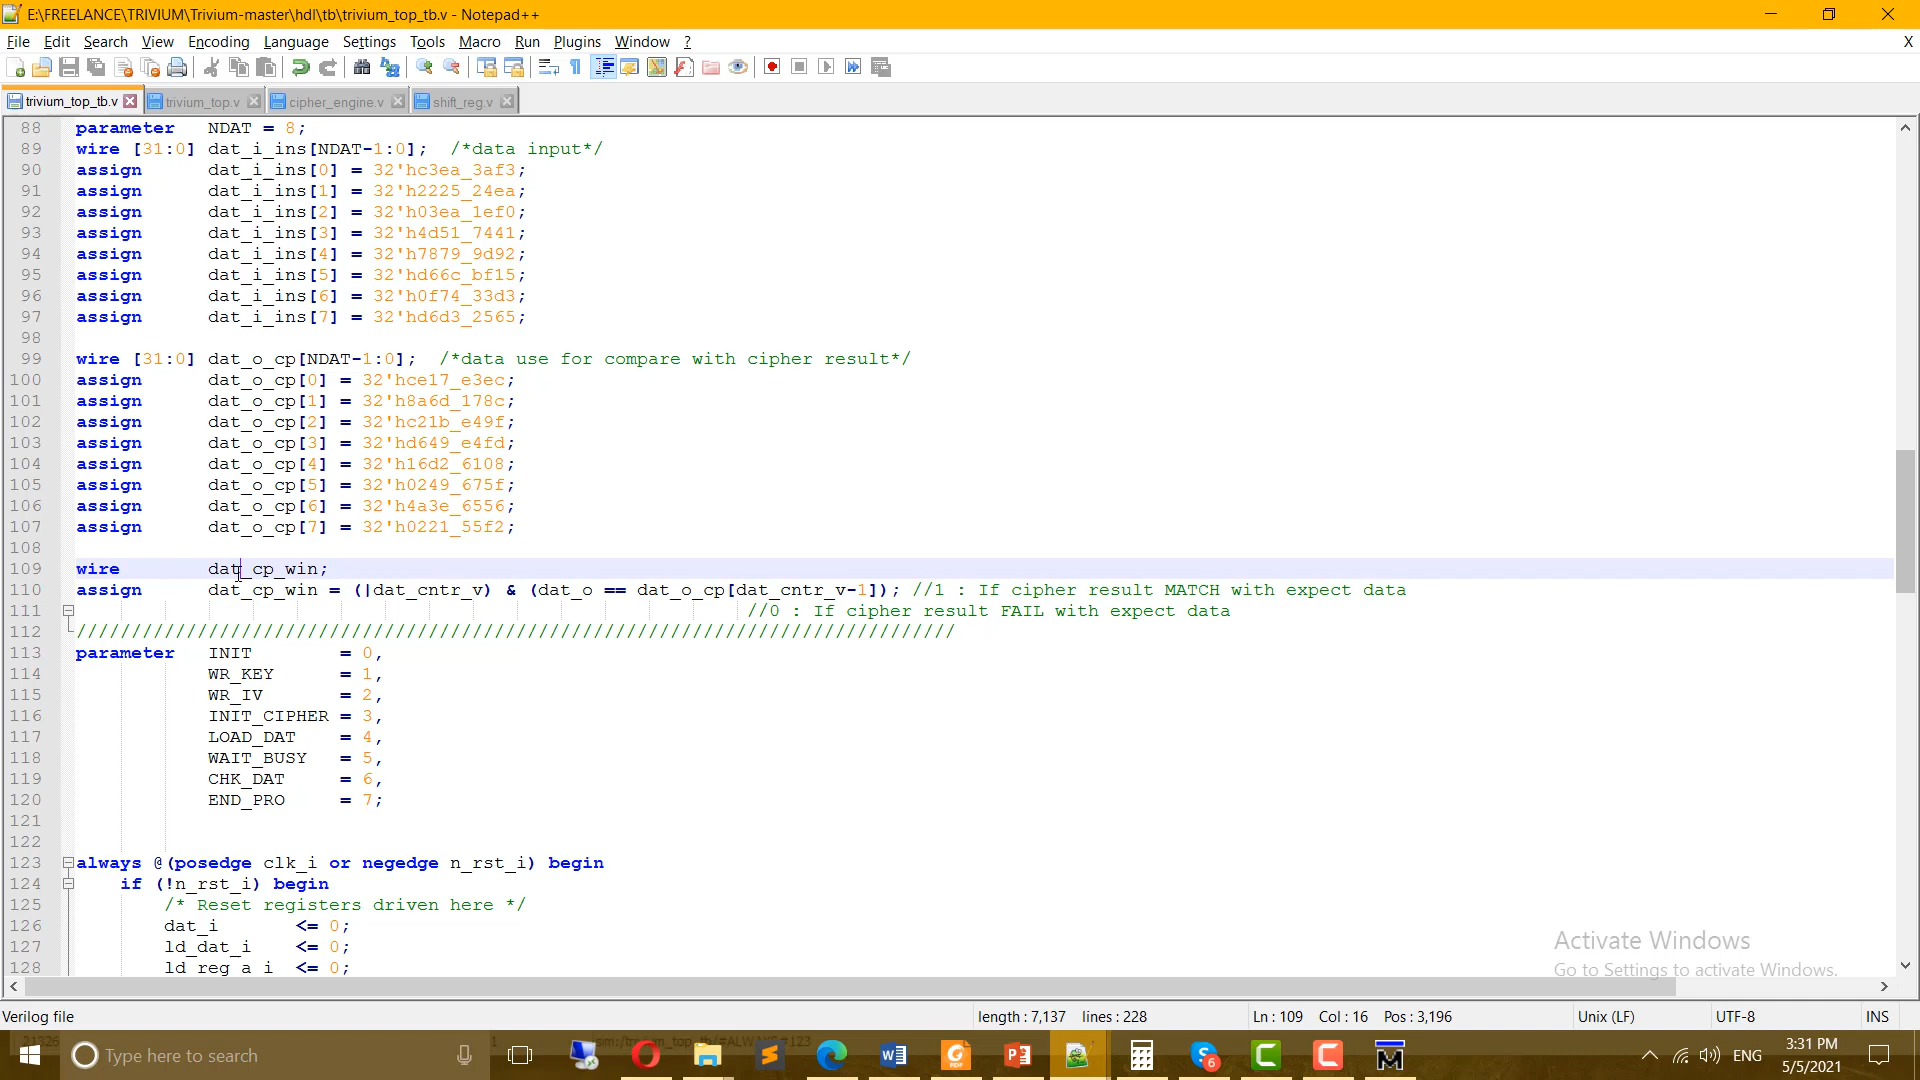 E:\FREELANCE\TRIVIUM\Trivium-master\hdl\tb\trivium_top_tb.v - Notepad++
File Edit Search View Encoding Language Settings Tools Macro Run Plugins Window ? X
trivium_top_tb.v trivium_top.v cipher_engine.v shift_reg.v
88 parameter NDAT = 8;
89 wire [31:0] dat_i_ins[NDAT-1:0]; /*data input*/
90 assign dat_i_ins[0] = 32'hc3ea_3af3;
91 assign dat_i_ins[1] = 32'h2225_24ea;
92 assign dat_i_ins[2] = 32'h03ea_1ef0;
93 assign dat_i_ins[3] = 32'h4d51_7441;
94 assign dat_i_ins[4] = 32'h7879_9d92;
95 assign dat_i_ins[5] = 32'hd66c_bf15;
96 assign dat_i_ins[6] = 32'h0f74_33d3;
97 assign dat_i_ins[7] = 32'hd6d3_2565;
98
99 wire [31:0] dat_o_cp[NDAT-1:0]; /*data use for compare with cipher result*/
100 assign dat_o_cp[0] = 32'hce17_e3ec;
101 assign dat_o_cp[1] = 32'h8a6d_178c;
102 assign dat_o_cp[2] = 32'hc21b_e49f;
103 assign dat_o_cp[3] = 32'hd649_e4fd;
104 assign dat_o_cp[4] = 32'h16d2_6108;
105 assign dat_o_cp[5] = 32'h0249_675f;
106 assign dat_o_cp[6] = 32'h4a3e_6556;
107 assign dat_o_cp[7] = 32'h0221_55f2;
108
109 wire dat_cp_win;
110 assign dat_cp_win = (|dat_cntr_v) & (dat_o == dat_o_cp[dat_cntr_v-1]); //1 : If cipher result MATCH with expect data
111 //0 : If cipher result FAIL with expect data
112 ////////////////////////////////////////////////////////////////////////////////
113 parameter INIT = 0,
114 WR_KEY = 1,
115 WR_IV = 2,
116 INIT_CIPHER = 3,
117 LOAD_DAT = 4,
118 WAIT_BUSY = 5,
119 CHK_DAT = 6,
120 END_PRO = 7;
121
122
123 always @(posedge clk_i or negedge n_rst_i) begin
124 if (!n_rst_i) begin
125 /* Reset registers driven here */
126 dat_i <= 0;
127 ld_dat_i <= 0;
128 ld_reg_a_i <= 0;
Activate Windows
Go to Settings to activate Windows.
Verilog file length : 7,137 lines : 228 Ln : 109 Col : 16 Pos : 3,196 Unix (LF) UTF-8 INS
Type here to search
6
ENG
3:31 PM
5/5/2021